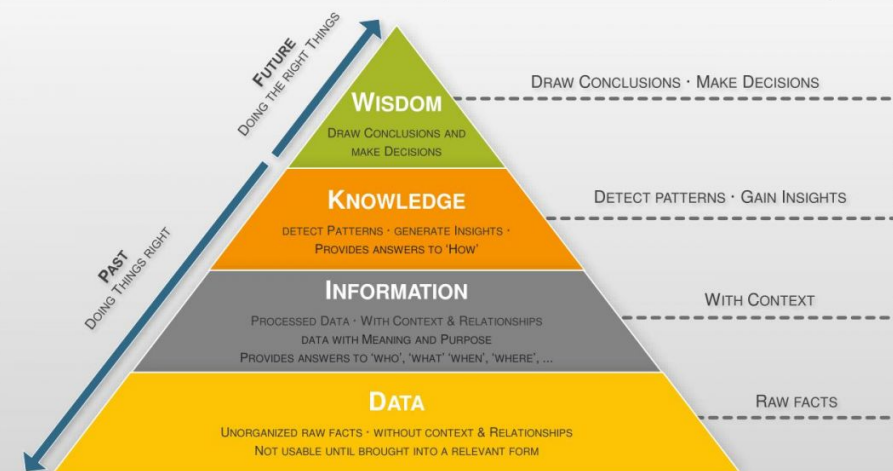 FUTURE
DOING THE RIGHT THINGS
PAST
DOING THINGS RIGHT
WISDOM
DRAW CONCLUSIONS AND
MAKE DECISIONS
DRAW CONCLUSIONS · MAKE DECISIONS
KNOWLEDGE
DETECT PATTERNS · GENERATE INSIGHTS ·
PROVIDES ANSWERS TO ‘HOW’
DETECT PATTERNS · GAIN INSIGHTS
INFORMATION
PROCESSED DATA · WITH CONTEXT & RELATIONSHIPS
DATA WITH MEANING AND PURPOSE
PROVIDES ANSWERS TO ‘WHO’, ‘WHAT’ ‘WHEN’, ‘WHERE’, ...
WITH CONTEXT
DATA
UNORGANIZED RAW FACTS · WITHOUT CONTEXT & RELATIONSHIPS
NOT USABLE UNTIL BROUGHT INTO A RELEVANT FORM
RAW FACTS